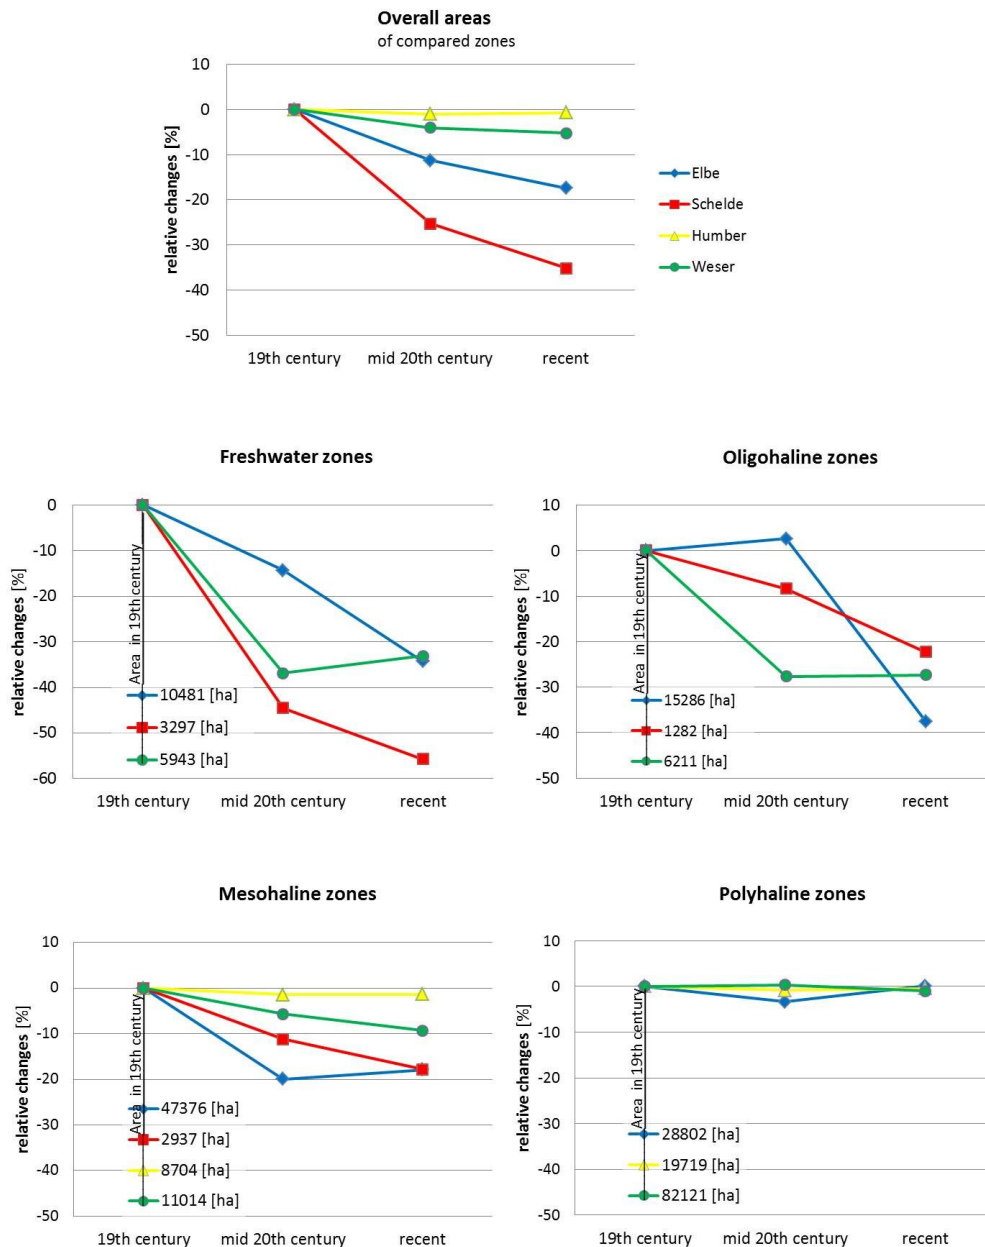 Overall areas
of compared zones
relative changes [%]
10
0
-10
-20
-30
-40
-50
19th century mid 20th century recent
Elbe
Schelde
Humber
Weser
Freshwater zones
relative changes [%]
0
-10
-20
-30
-40
-50
-60
Area in 19th century
10481 [ha]
3297 [ha]
5943 [ha]
19th century mid 20th century recent
Oligohaline zones
relative changes [%]
10
0
-10
-20
-30
-40
-50
Area in 19th century
15286 [ha]
1282 [ha]
6211 [ha]
19th century mid 20th century recent
Mesohaline zones
relative changes [%]
10
0
-10
-20
-30
-40
-50
Area in 19th century
47376 [ha]
2937 [ha]
8704 [ha]
11014 [ha]
19th century mid 20th century recent
Polyhaline zones
relative changes [%]
10
0
-10
-20
-30
-40
-50
Area in 19th century
28802 [ha]
19719 [ha]
82121 [ha]
19th century mid 20th century recent